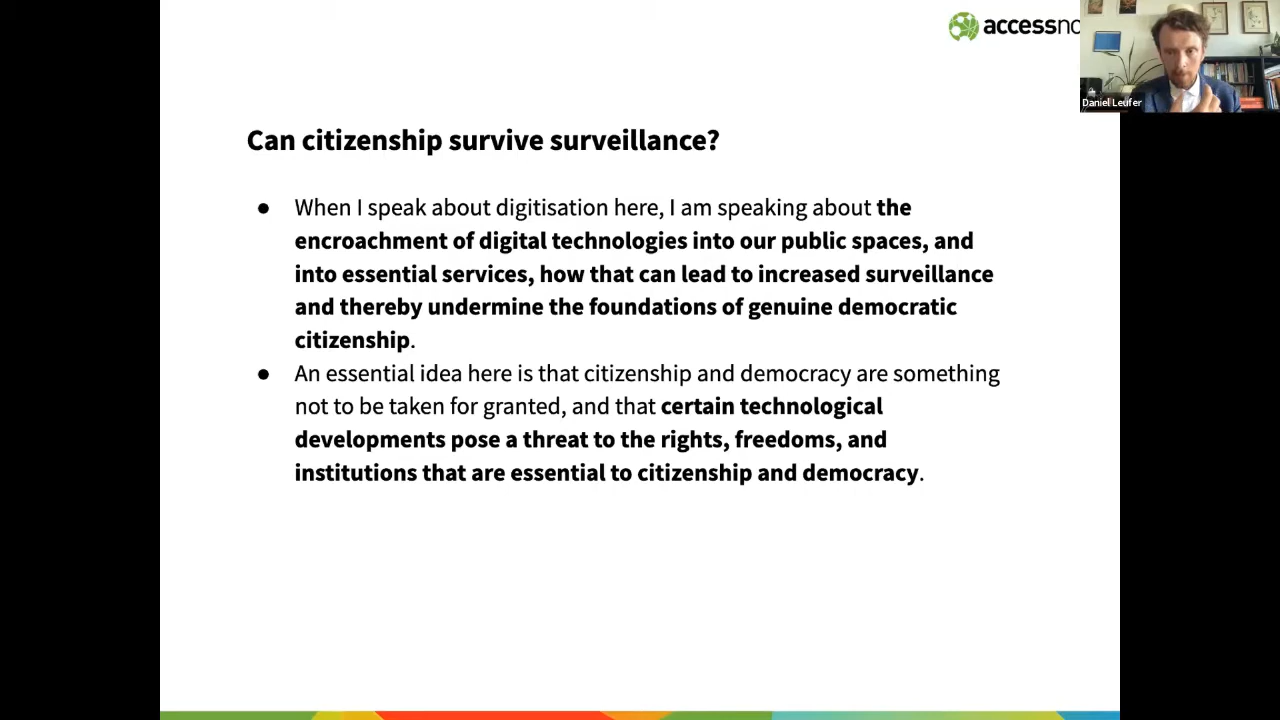 accessno
Daniel Leufer
Can citizenship survive surveillance?
● When I speak about digitisation here, I am speaking about the
encroachment of digital technologies into our public spaces, and
into essential services, how that can lead to increased surveillance
and thereby undermine the foundations of genuine democratic
citizenship.
● An essential idea here is that citizenship and democracy are something
not to be taken for granted, and that certain technological
developments pose a threat to the rights, freedoms, and
institutions that are essential to citizenship and democracy.